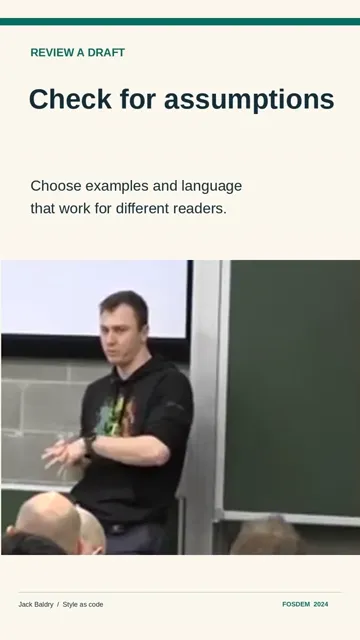 REVIEW A DRAFT
Check for assumptions
Choose examples and language
that work for different readers.
Jack Baldry / Style as code
FOSDEM 2024